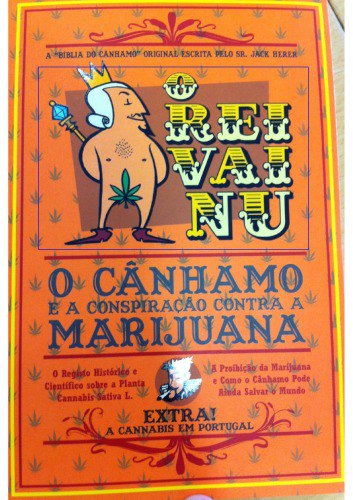 A "BÍBLIA DO CÂNHAMO" ORIGINAL ESCRITA PELO SR. JACK HERER
O
REI
VAI
NU
O CÂNHAMO
E A CONSPIRAÇÃO CONTRA A
MARIJUANA
O Registo Histórico e
Científico sobre a Planta
Cannabis Sativa L.
A Proibição da Marijuana
e Como o Cânhamo Pode
Ainda Salvar o Mundo
EXTRA!
A CANNABIS EM PORTUGAL